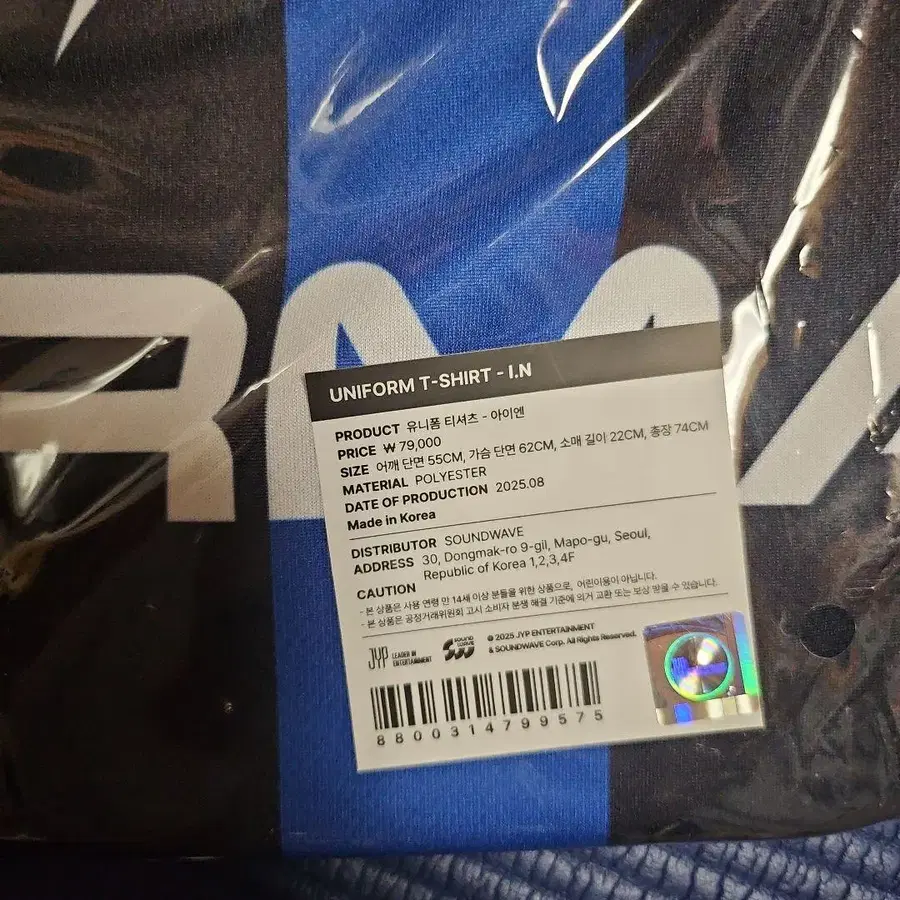 RMA
UNIFORM T-SHIRT - I.N
PRODUCT 유니폼 티셔츠 - 아이엔
PRICE ₩ 79,000
SIZE 어깨 단면 55CM, 가슴 단면 62CM, 소매 길이 22CM, 총장 74CM
MATERIAL POLYESTER
DATE OF PRODUCTION 2025.08
Made in Korea
DISTRIBUTOR SOUNDWAVE
ADDRESS 30, Dongmak-ro 9-gil, Mapo-gu, Seoul,
Republic of Korea 1,2,3,4F
CAUTION
- 본 상품은 사용 연령 만 14세 이상 분들을 위한 상품으로, 어린이용이 아닙니다.
- 본 상품은 공정거래위원회 고시 소비자 분쟁 해결 기준에 의거 교환 또는 보상 받을 수 있습니다.
JYP LEADER IN
ENTERTAINMENT
SOUND
WAVE
© 2025 JYP ENTERTAINMENT
& SOUNDWAVE Corp. All Rights Reserved.
8800314799575